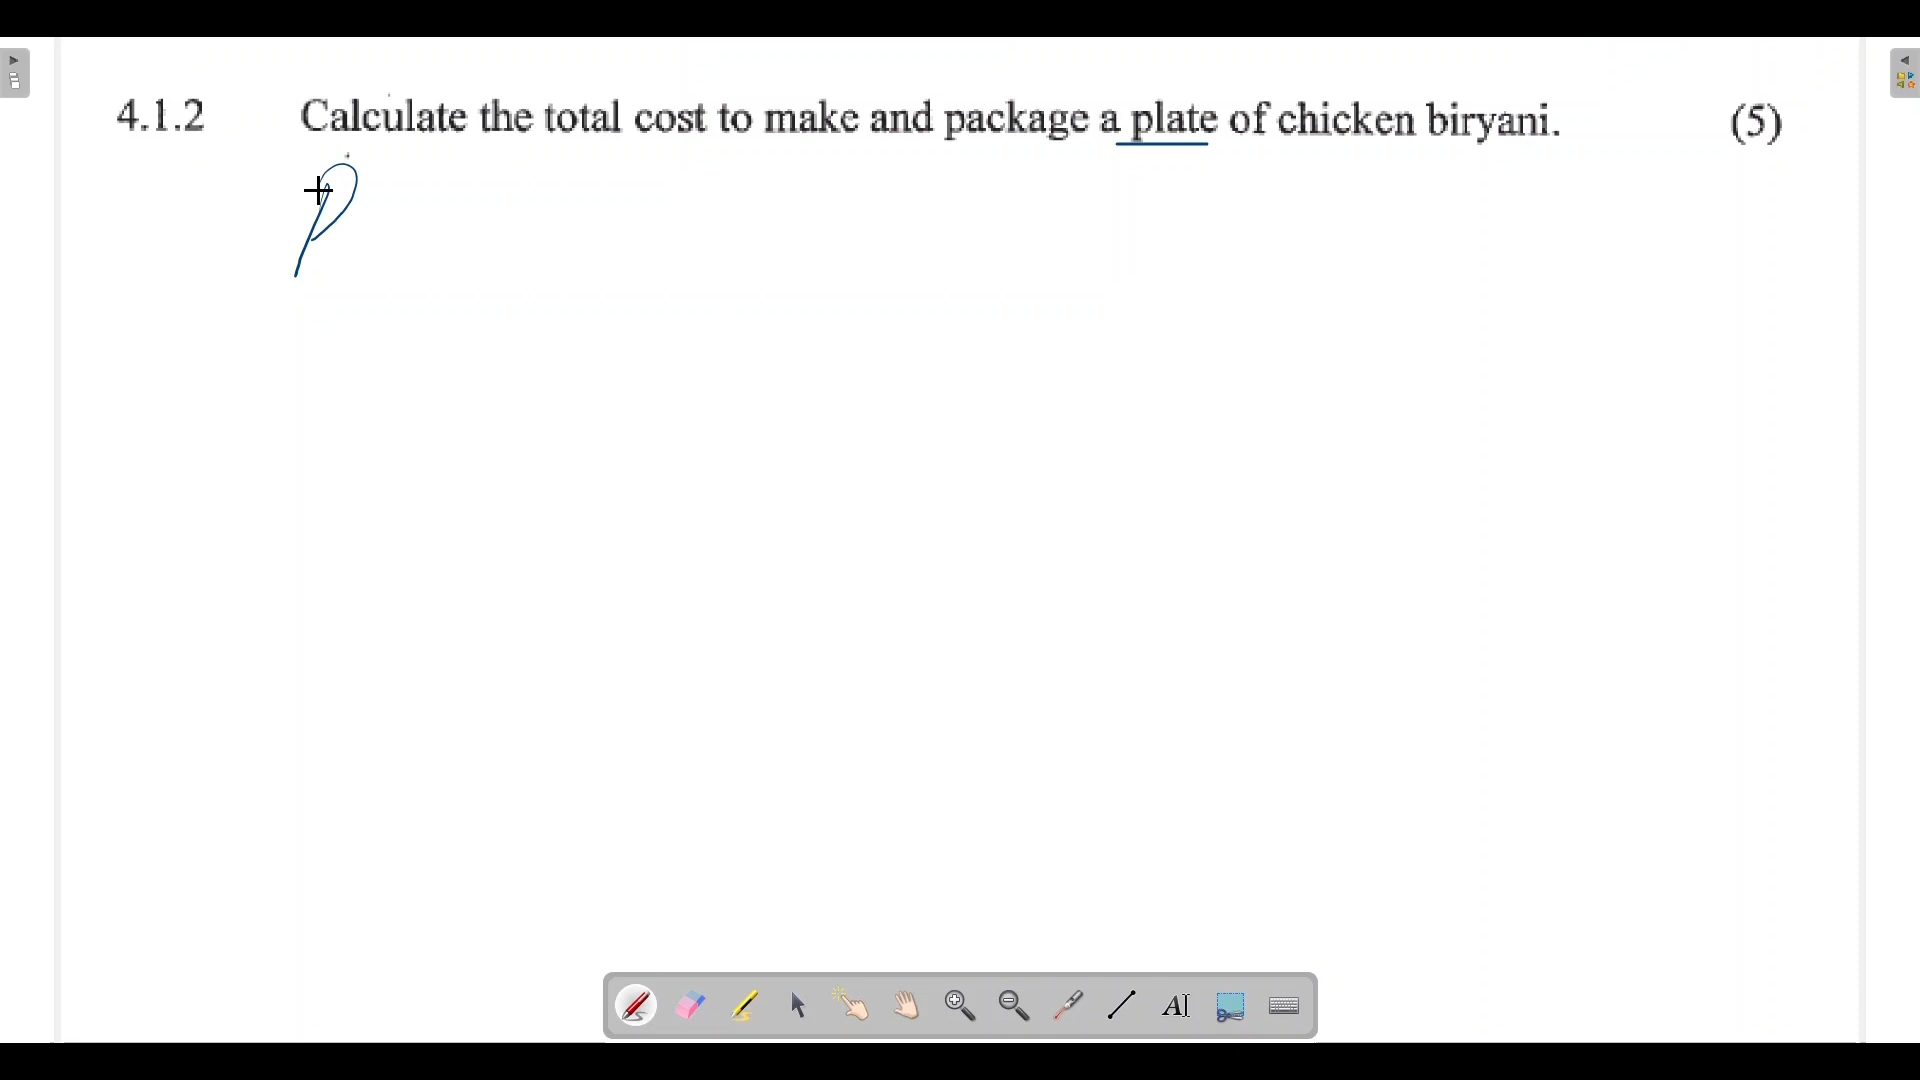 4.1.2 Calculate the total cost to make and package a plate of chicken biryani. (5)
P